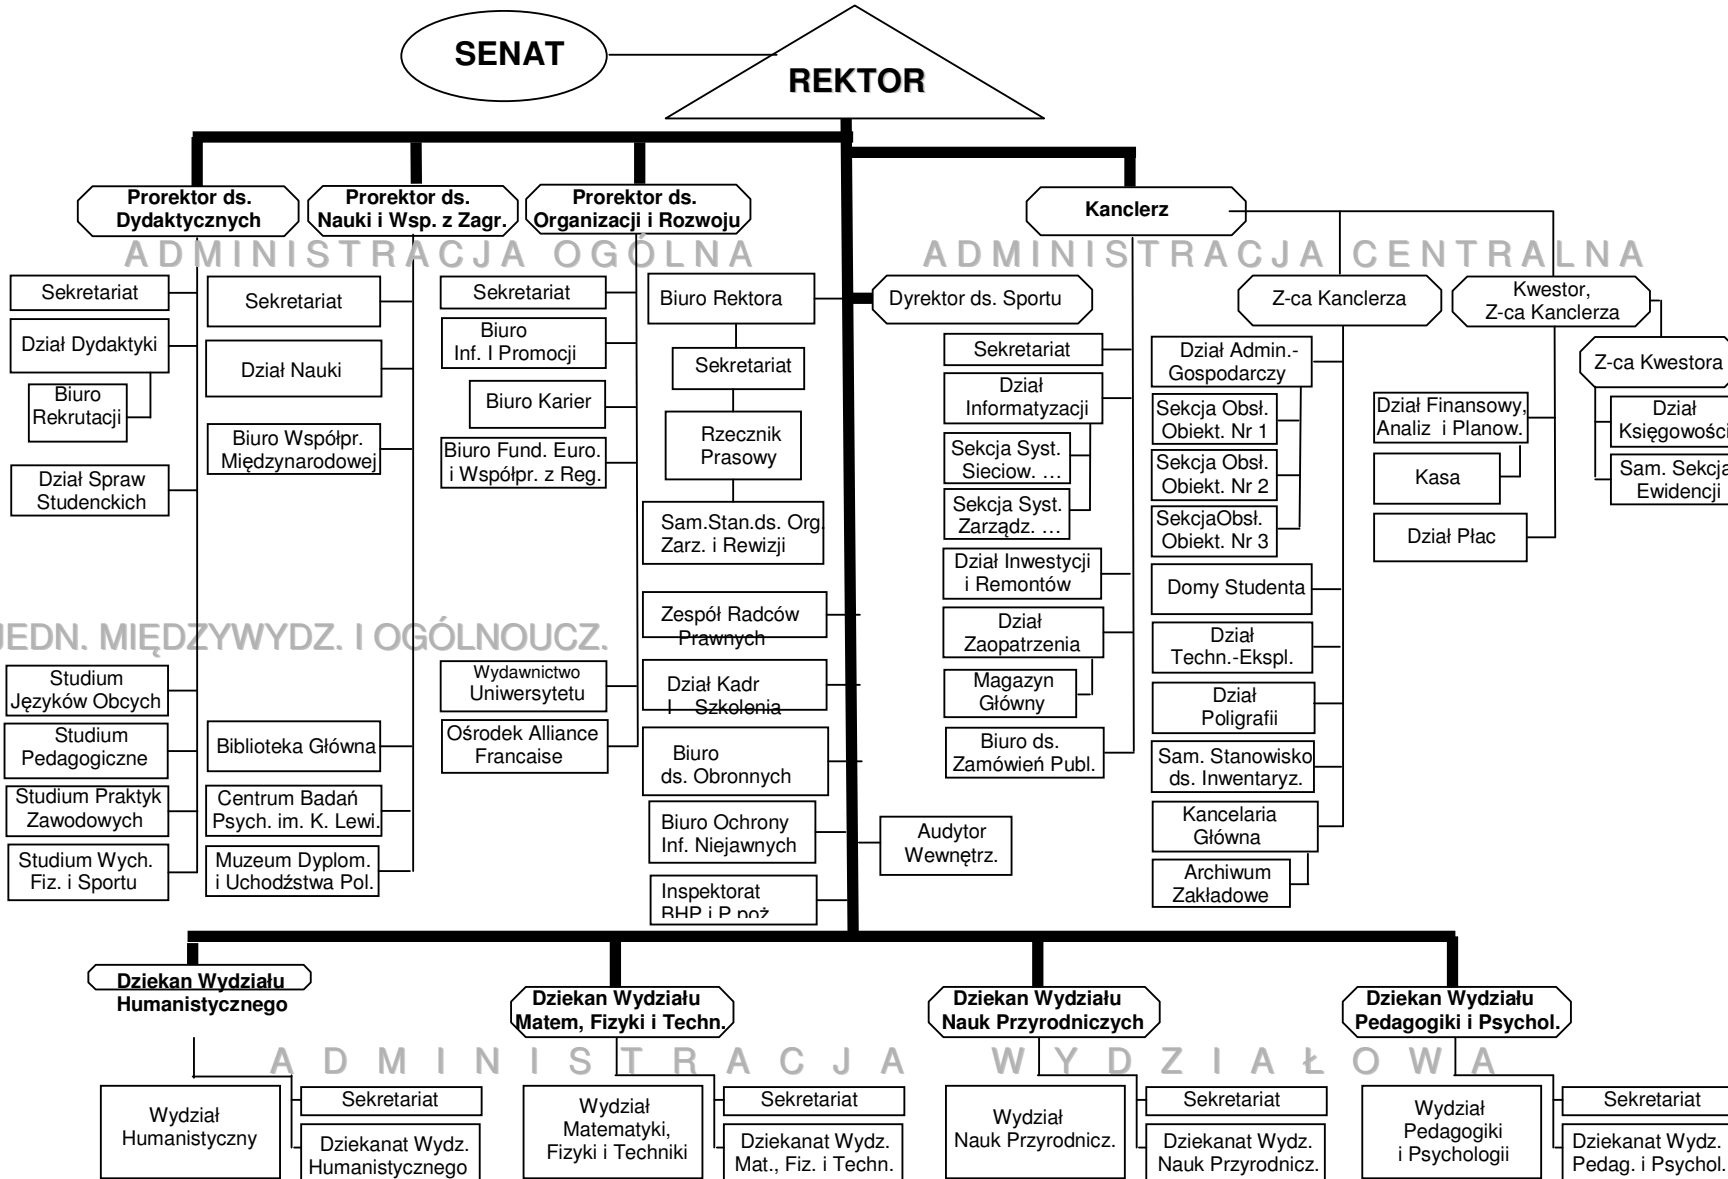 SENAT
REKTOR
Prorektor ds.
Dydaktycznych
Prorektor ds.
Nauki i Wsp. z Zagr.
Prorektor ds.
Organizacji i Rozwoju
Kanclerz
ADMINISTRACJA OGÓLNA
ADMINISTRACJA CENTRALNA
Sekretariat
Dział Dydaktyki
Biuro
Rekrutacji
Dział Spraw
Studenckich
Sekretariat
Dział Nauki
Biuro Współpr.
Międzynarodowej
Sekretariat
Biuro
Inf. I Promocji
Biuro Karier
Biuro Fund. Euro.
i Współpr. z Reg.
Biuro Rektora
Sekretariat
Rzecznik
Prasowy
Sam.Stan.ds. Org.
Zarz. i Rewizji
Zespół Radców
Prawnych
Dział Kadr
I Szkolenia
Biuro
ds. Obronnych
Biuro Ochrony
Inf. Niejawnych
Inspektorat
BHP i P.poż
Dyrektor ds. Sportu
Sekretariat
Dział
Informatyzacji
Sekcja Syst.
Sieciow. …
Sekcja Syst.
Zarządz. …
Dział Inwestycji
i Remontów
Dział
Zaopatrzenia
Magazyn
Główny
Biuro ds.
Zamówień Publ.
Audytor
Wewnętrz.
Z-ca Kanclerza
Dział Admin.-
Gospodarczy
Sekcja Obsł.
Obiekt. Nr 1
Sekcja Obsł.
Obiekt. Nr 2
SekcjaObsł.
Obiekt. Nr 3
Domy Studenta
Dział
Techn.-Ekspl.
Dział
Poligrafii
Sam. Stanowisko
ds. Inwentaryz.
Kancelaria
Główna
Archiwum
Zakładowe
Kwestor,
Z-ca Kanclerza
Z-ca Kwestora
Dział Finansowy,
Analiz i Planow.
Kasa
Dział Płac
Dział
Księgowości
Sam. Sekcja
Ewidencji
JEDN. MIĘDZYWYDZ. I OGÓLNOUCZ.
Studium
Języków Obcych
Studium
Pedagogiczne
Studium Praktyk
Zawodowych
Studium Wych.
Fiz. i Sportu
Biblioteka Główna
Centrum Badań
Psych. im. K. Lewi.
Muzeum Dyplom.
i Uchodźstwa Pol.
Wydawnictwo
Uniwersytetu
Ośrodek Alliance
Francaise
Dziekan Wydziału
Humanistycznego
Dziekan Wydziału
Matem, Fizyki i Techn.
Dziekan Wydziału
Nauk Przyrodniczych
Dziekan Wydziału
Pedagogiki i Psychol.
ADMINISTRACJA WYDZIAŁOWA
Wydział
Humanistyczny
Sekretariat
Dziekanat Wydz.
Humanistycznego
Wydział
Matematyki,
Fizyki i Techniki
Sekretariat
Dziekanat Wydz.
Mat., Fiz. i Techn.
Wydział
Nauk Przyrodnicz.
Sekretariat
Dziekanat Wydz.
Nauk Przyrodnicz.
Wydział
Pedagogiki
i Psychologii
Sekretariat
Dziekanat Wydz.
Pedag. i Psychol.